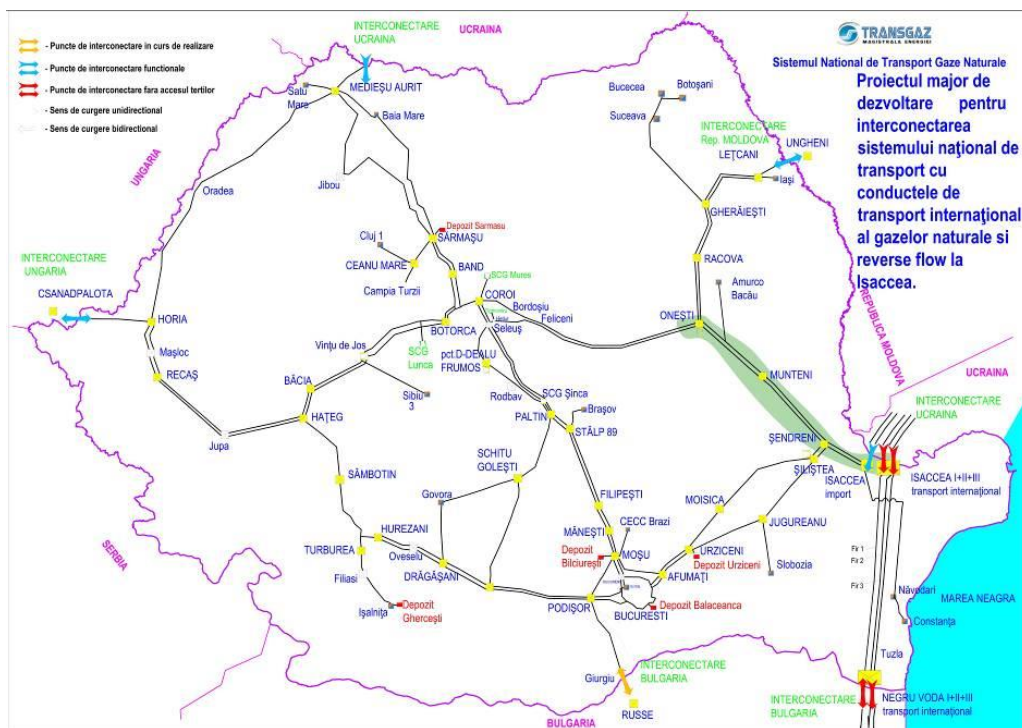 TRANSGAZ
MAGISTRALA ENERGIEI
Sistemul National de Transport Gaze Naturale
Proiectul major de
dezvoltare pentru
interconectarea
sistemului naţional de
transport cu
conductele de
transport internaţional
al gazelor naturale si
reverse flow la
Isaccea.
- Puncte de interconectare in curs de realizare
- Puncte de interconectare functionale
- Puncte de interconectare fara accesul tertilor
- Sens de curgere unidirectional
- Sens de curgere bidirectional
INTERCONECTARE
UCRAINA
UCRAINA
UCRAINA
MEDIEŞU AURIT
Satu
Mare
Baia Mare
Bucecea
Botoşani
Suceava
INTERCONECTARE
Rep. MOLDOVA
UNGHENI
LEŢCANI
Iaşi
UNGARIA
Oradea
Jibou
GHERĂIEŞTI
Depozit Sarmasu
SĂRMAŞU
Cluj 1
CEANU MARE
BAND
Campia Turzii
RACOVA
SCG Mures
COROI
Amurco
Bacău
INTERCONECTARE
UNGARIA
CSANADPALOTA
HORIA
Bordoşiu
Feliceni
ONEŞTI
REPUBLICA MOLDOVA
BOTORCA
Seleuş
Maşloc
Vinţu de Jos
SCG
Lunca
pct.D-DEALU
FRUMOS
RECAŞ
BĂCIA
MUNTENI
UCRAINA
Sibiu
3
Rodbav
SCG Şinca
INTERCONECTARE
UCRAINA
HAŢEG
PALTIN
Braşov
STÂLP 89
Jupa
ŞENDRENI
SCHITU
GOLEŞTI
ŞILIŞTEA
ISACCEA
import
ISACCEA I+II+III
transport internaţional
SÂMBOTIN
Govora
FILIPEŞTI
MOISICA
CECC Brazi
JUGUREANU
MĂNEŞTI
HUREZANI
Oveselu
TURBUREA
Depozit
Bilciureşti
MOŞU
URZICENI
Depozit Urziceni
Fir 1
Fir 2
SERBIA
DRĂGĂŞANI
AFUMAŢI
Slobozia
Filiasi
Fir 3
Năvodari
MAREA NEAGRA
Işalniţa
Depozit
Gherceşti
PODIŞOR
BUCURESTI
Depozit Balaceanca
Constanţa
Tuzla
Giurgiu
INTERCONECTARE
BULGARIA
RUSSE
BULGARIA
INTERCONECTARE
BULGARIA
NEGRU VODA I+II+III
transport internaţional